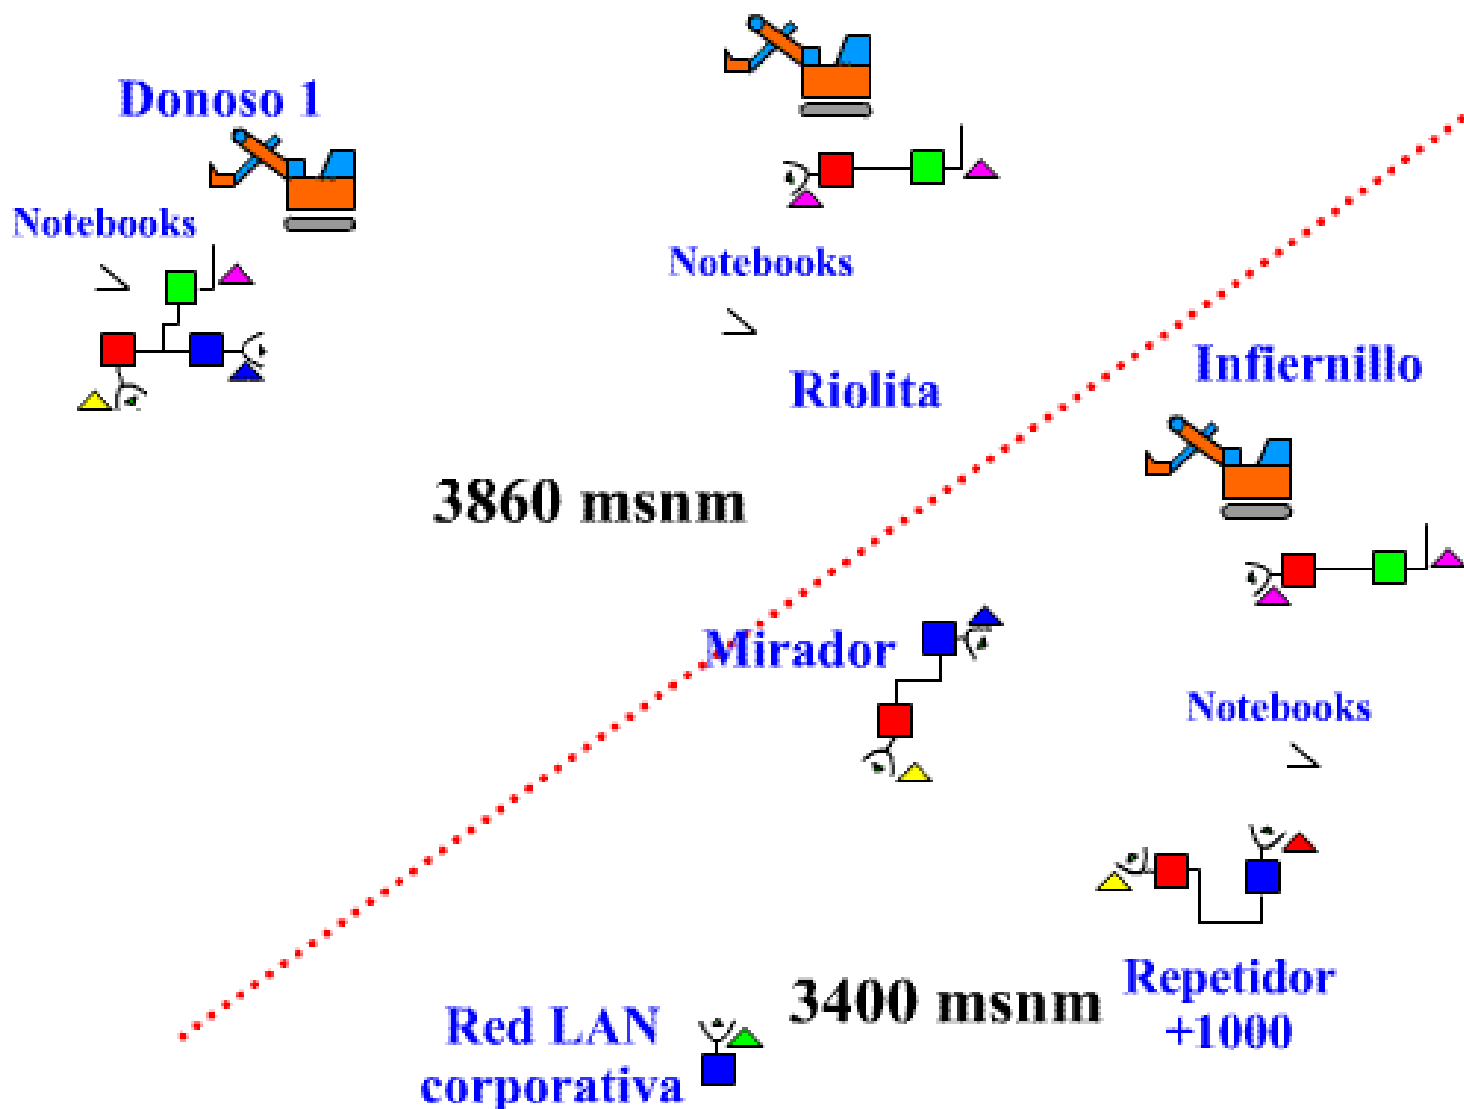 Donoso 1
Notebooks
Notebooks
Riolita
Infiernillo
3860 msnm
Mirador
Notebooks
Repetidor
+1000
3400 msnm
Red LAN
corporativa